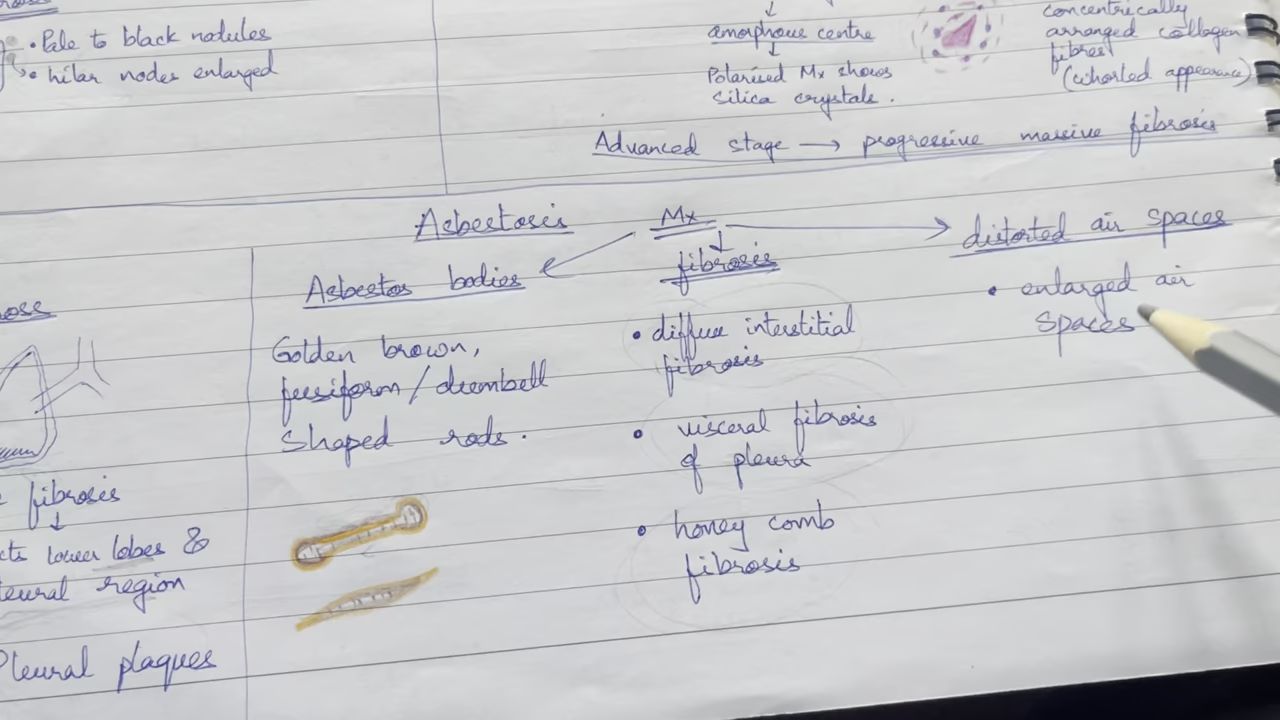 • Pale to black nodules
• hilar nodes enlarged
amorphous centre
Polarised Mx shows
Silica crystals.
concentrically
arranged collagen
fibres
(whorled appearance)
Advanced stage → progressive massive fibrosis
Asbestosis
Mx
Asbestos bodies
Golden brown,
fusiform / dumbell
shaped rods.
fibrosis
• diffuse interstitial
fibrosis
• visceral fibrosis
of pleura
• honey comb
fibrosis
distorted air spaces
• enlarged air
spaces
fibrosis
lower lobes &
region
Pleural plaques